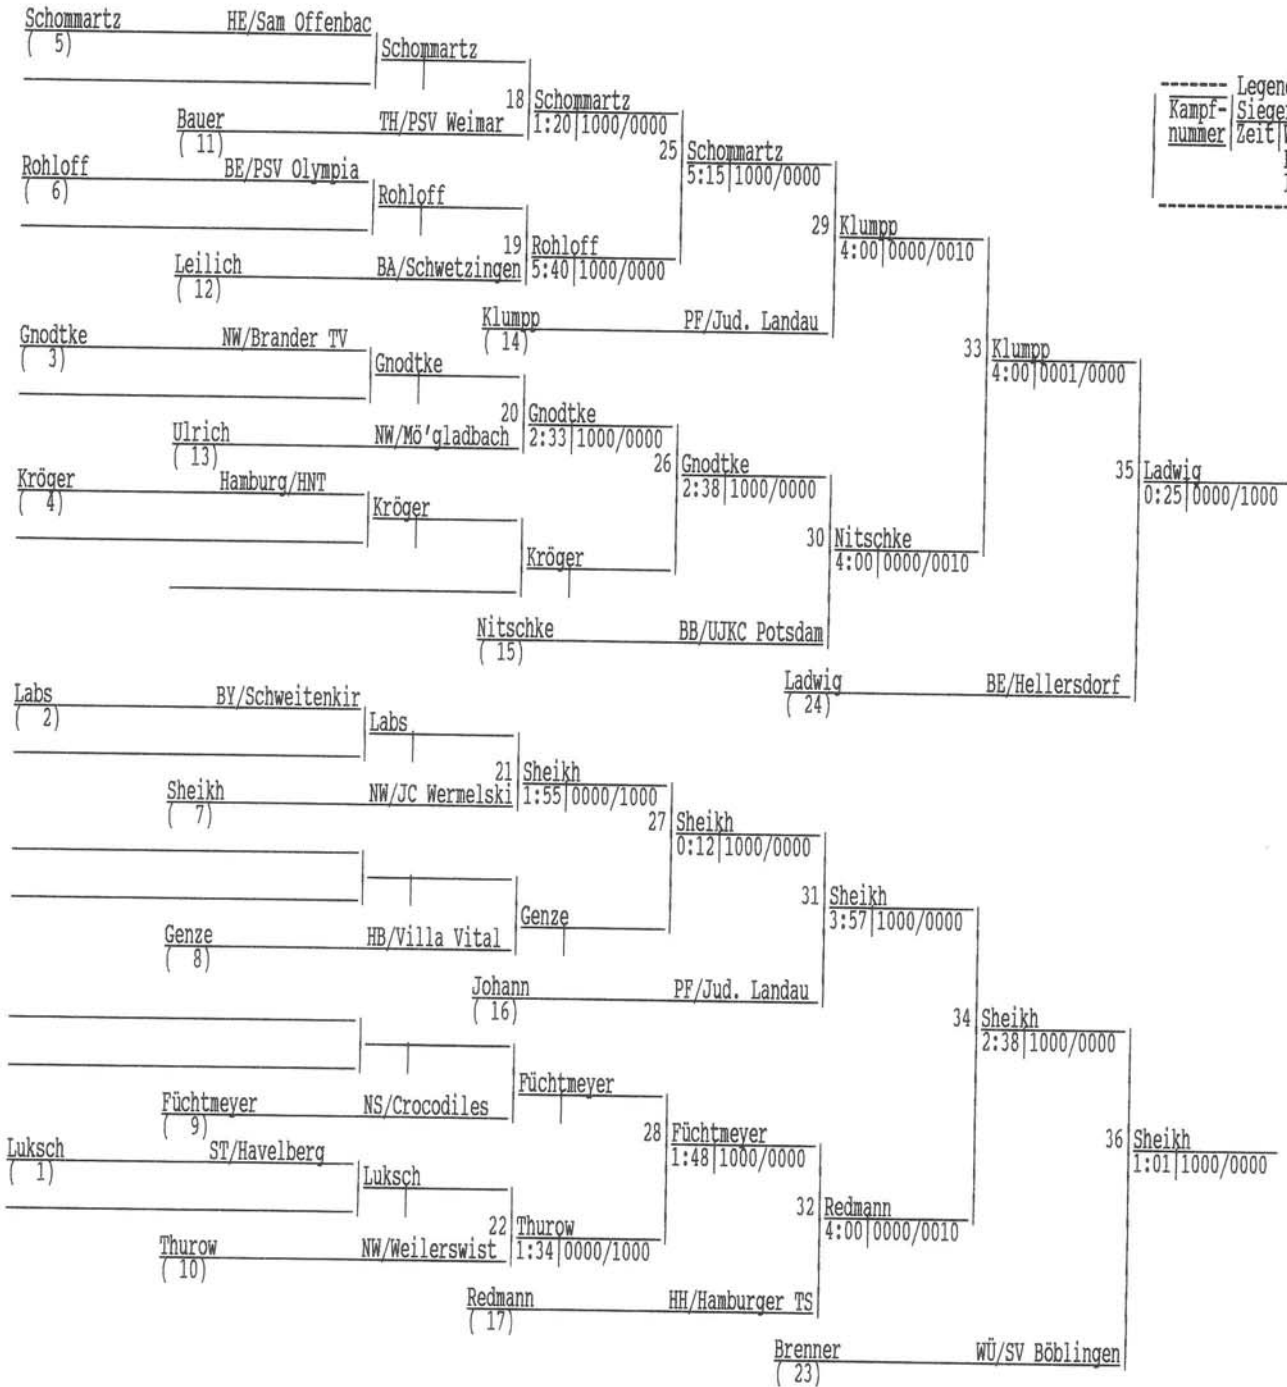 Schommartz HE/Sam Offenbac
( 5)
Schommartz
18 Schommartz
1:20|1000/0000
Bauer TH/PSV Weimar
( 11)
25 Schommartz
5:15|1000/0000
Rohloff BE/PSV Olympia
( 6)
Rohloff
19 Rohloff
5:40|1000/0000
Leilich BA/Schwetzingen
( 12)
29 Klumpp
4:00|0000/0010
Klumpp PF/Jud. Landau
( 14)
------- Legen
Kampf- Siege
nummer Zeit
Gnodtke NW/Brander TV
( 3)
Gnodtke
20 Gnodtke
2:33|1000/0000
Ulrich NW/Mö'gladbach
( 13)
33 Klumpp
4:00|0001/0000
26 Gnodtke
2:38|1000/0000
Kröger Hamburg/HNT
( 4)
Kröger
Kröger
30 Nitschke
4:00|0000/0010
Nitschke BB/UJKC Potsdam
( 15)
35 Ladwig
0:25|0000/1000
Ladwig BE/Hellersdorf
( 24)
Labs BY/Schweitenkir
( 2)
Labs
21 Sheikh
1:55|0000/1000
Sheikh NW/JC Wermelski
( 7)
27 Sheikh
0:12|1000/0000
Genze
Genze HB/Villa Vital
( 8)
31 Sheikh
3:57|1000/0000
Johann PF/Jud. Landau
( 16)
34 Sheikh
2:38|1000/0000
Füchtmeyer
Füchtmeyer NS/Crocodiles
( 9)
28 Füchtmeyer
1:48|1000/0000
Luksch ST/Havelberg
( 1)
Luksch
22 Thurow
1:34|0000/1000
Thurow NW/Weilerswist
( 10)
32 Redmann
4:00|0000/0010
Redmann HH/Hamburger TS
( 17)
36 Sheikh
1:01|1000/0000
Brenner WÜ/SV Böblingen
( 23)